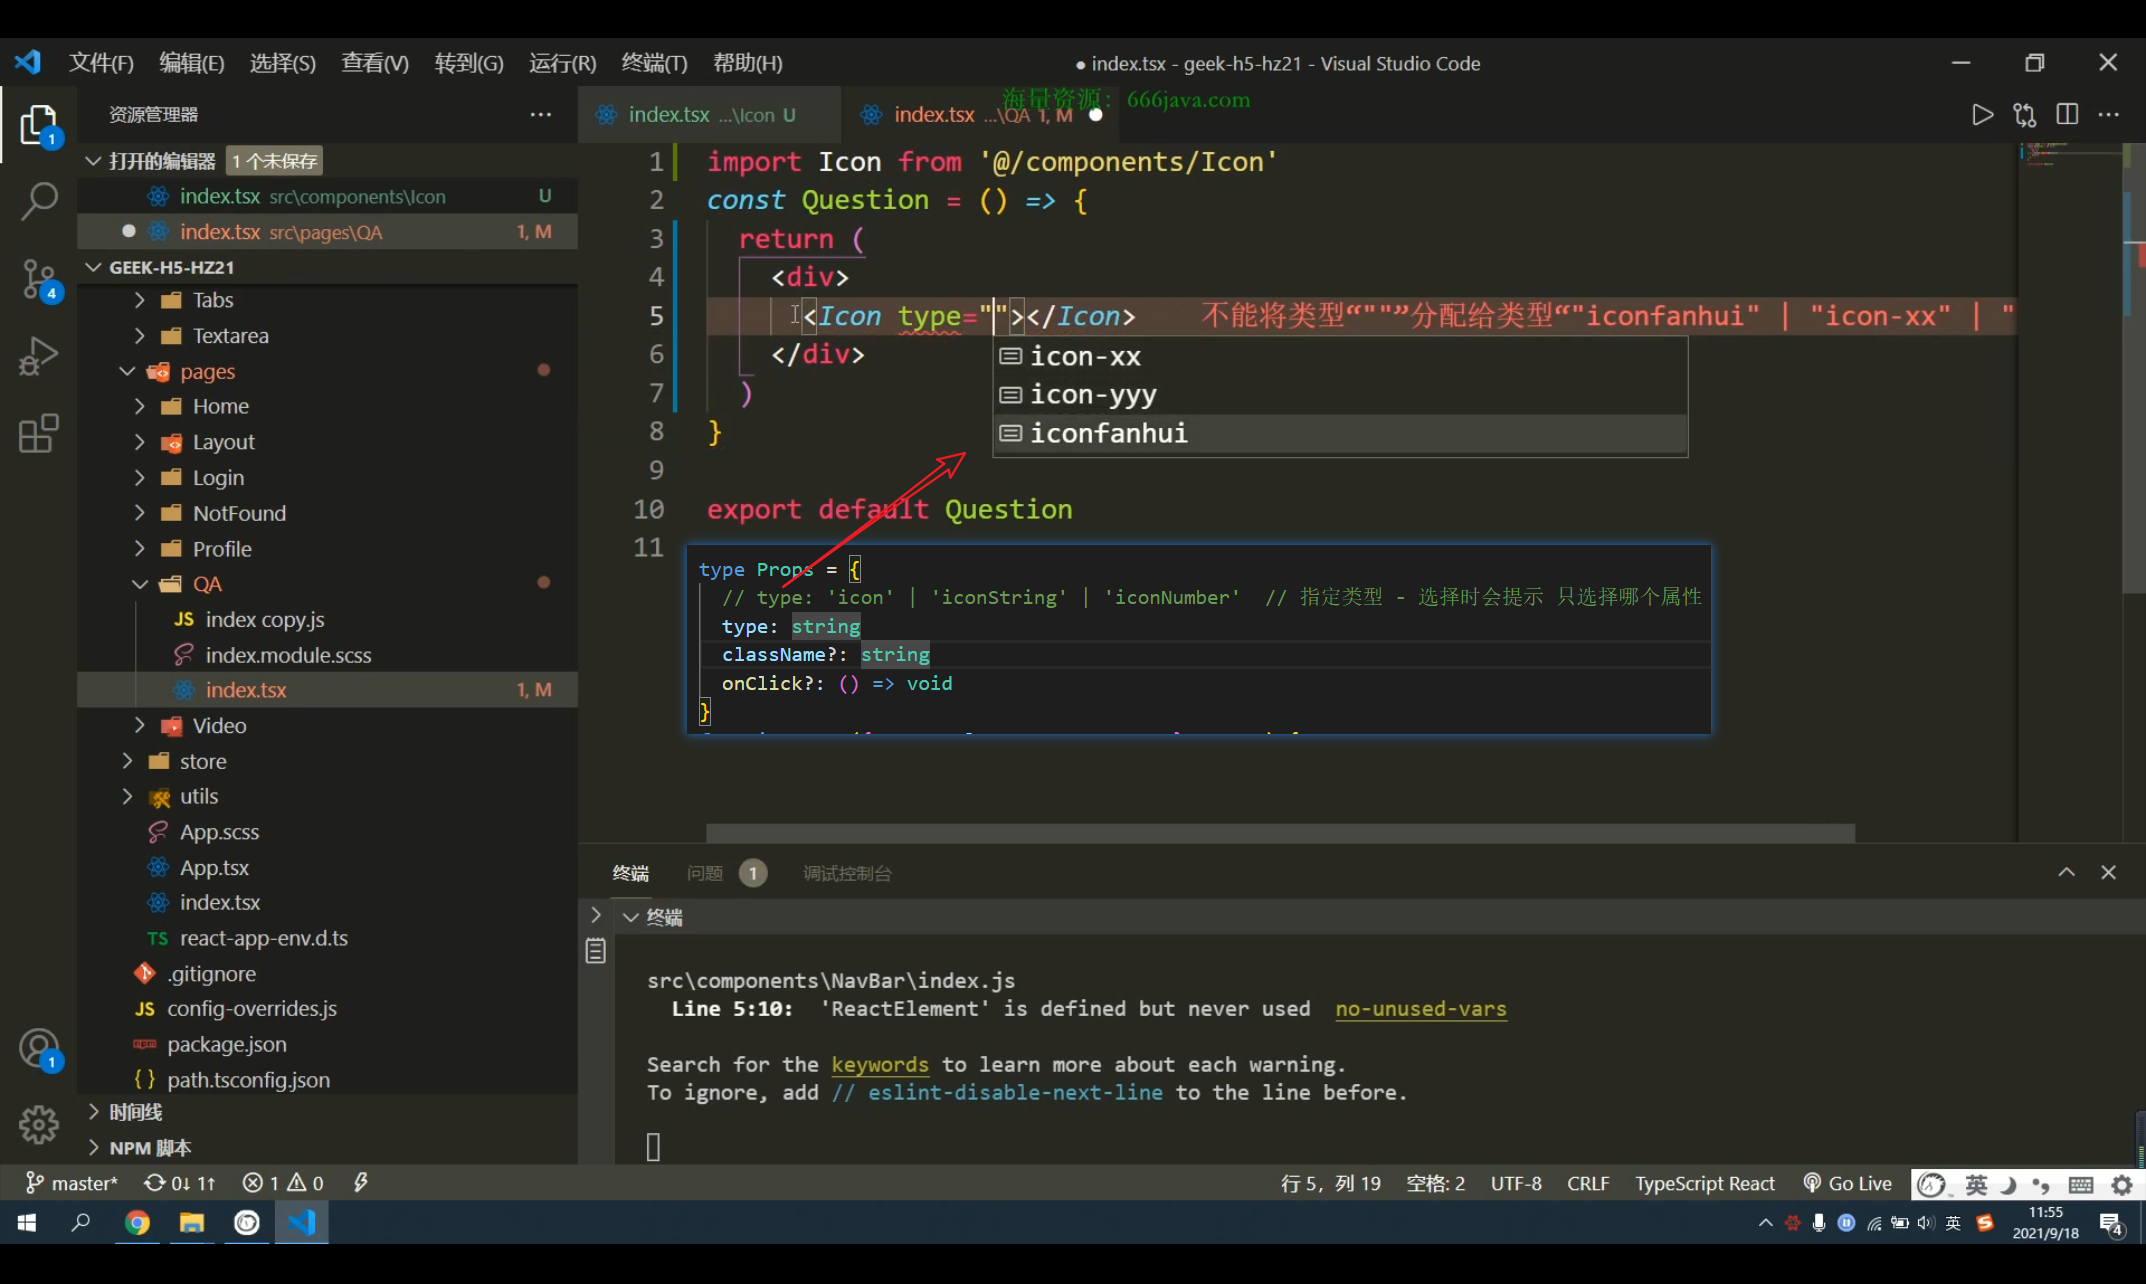 文件(F) 编辑(E) 选择(S) 查看(V) 转到(G) 运行(R) 终端(T) 帮助(H)
● index.tsx - geek-h5-hz21 - Visual Studio Code
海量资源：666java.com
资源管理器
index.tsx ...\Icon U
index.tsx ...\QA 1, M
打开的编辑器 1 个未保存
index.tsx src\components\Icon U
index.tsx src\pages\QA 1, M
GEEK-H5-HZ21
Tabs
Textarea
pages
Home
Layout
Login
NotFound
Profile
QA
JS index copy.js
index.module.scss
index.tsx 1, M
Video
store
utils
App.scss
App.tsx
index.tsx
TS react-app-env.d.ts
.gitignore
JS config-overrides.js
package.json
{ } path.tsconfig.json
时间线
NPM 脚本
1
4
1
1 import Icon from '@/components/Icon'
2 const Question = () => {
3 return (
4 <div>
5 <Icon type=""></Icon> 不能将类型“""”分配给类型“"iconfanhui" | "icon-xx" | "
6 </div>
7 )
8 }
9
10 export default Question
11
icon-xx
icon-yyy
iconfanhui
type Props = {
// type: 'icon' | 'iconString' | 'iconNumber' // 指定类型 - 选择时会提示 只选择哪个属性
type: string
className?: string
onClick?: () => void
}
终端 问题 1 调试控制台
终端
src\components\NavBar\index.js
Line 5:10: 'ReactElement' is defined but never used no-unused-vars
Search for the keywords to learn more about each warning.
To ignore, add // eslint-disable-next-line to the line before.
master* 0↓ 1↑ 1 0
行 5，列 19 空格: 2 UTF-8 CRLF TypeScript React Go Live
英
英
11:55
2021/9/18
4